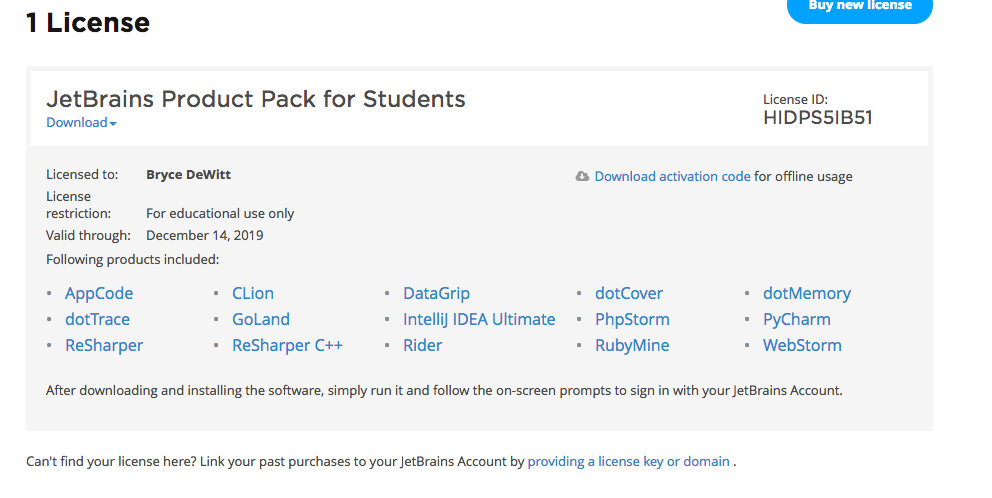 Buy new license
1 License
JetBrains Product Pack for Students
Download
License ID:
HIDPS5IB51
Licensed to: Bryce DeWitt
Download activation code for offline usage
License
restriction: For educational use only
Valid through: December 14, 2019
Following products included:
• AppCode • CLion • DataGrip • dotCover • dotMemory
• dotTrace • GoLand • IntelliJ IDEA Ultimate • PhpStorm • PyCharm
• ReSharper • ReSharper C++ • Rider • RubyMine • WebStorm
After downloading and installing the software, simply run it and follow the on-screen prompts to sign in with your JetBrains Account.
Can't find your license here? Link your past purchases to your JetBrains Account by providing a license key or domain .